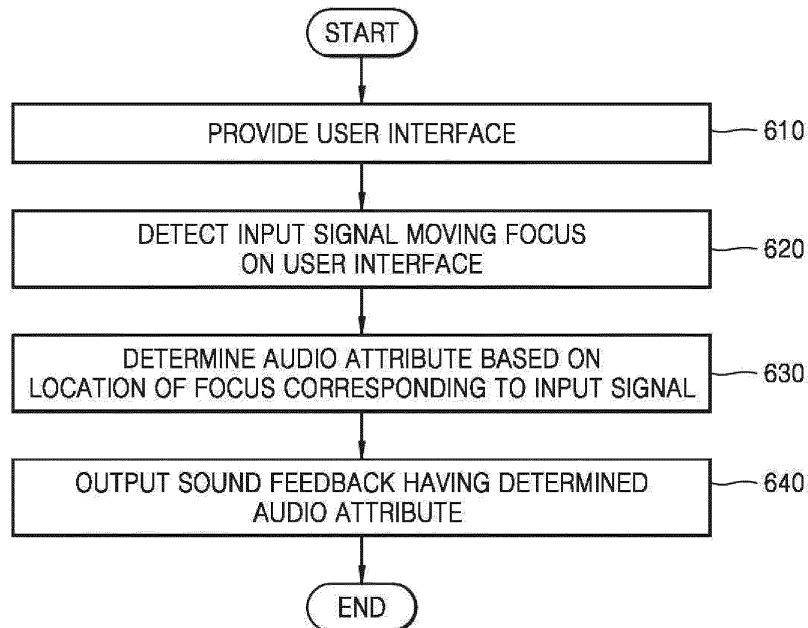 START
PROVIDE USER INTERFACE
610
DETECT INPUT SIGNAL MOVING FOCUS
ON USER INTERFACE
620
DETERMINE AUDIO ATTRIBUTE BASED ON
LOCATION OF FOCUS CORRESPONDING TO INPUT SIGNAL
630
OUTPUT SOUND FEEDBACK HAVING DETERMINED
AUDIO ATTRIBUTE
640
END